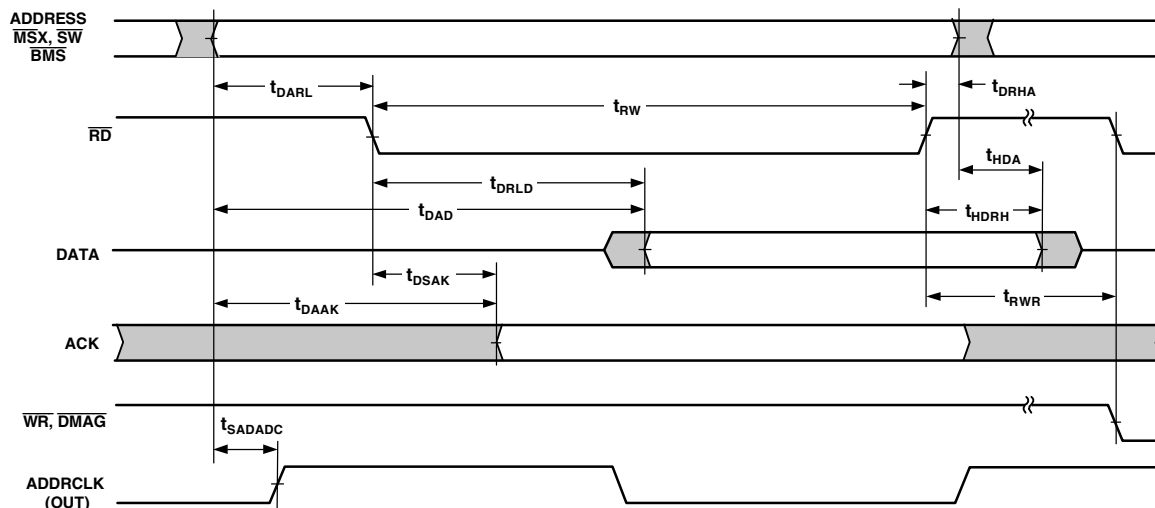 ADDRESS
MSX, SW
BMS
tDARL
tRW
tDRHA
RD
tHDA
tDRLD
tDAD
tHDRH
DATA
tDSAK
tDAAK
tRWR
ACK
WR, DMAG
tSADADC
ADDRCLK
(OUT)